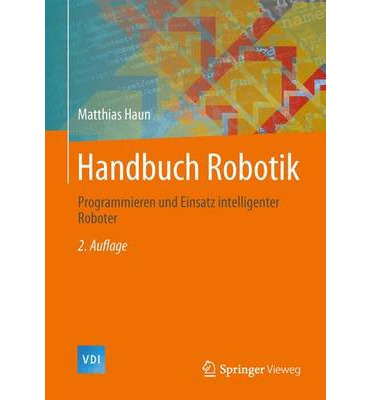 Matthias Haun
Handbuch Robotik
Programmieren und Einsatz intelligenter
Roboter
2. Auflage
VDI
Springer Vieweg